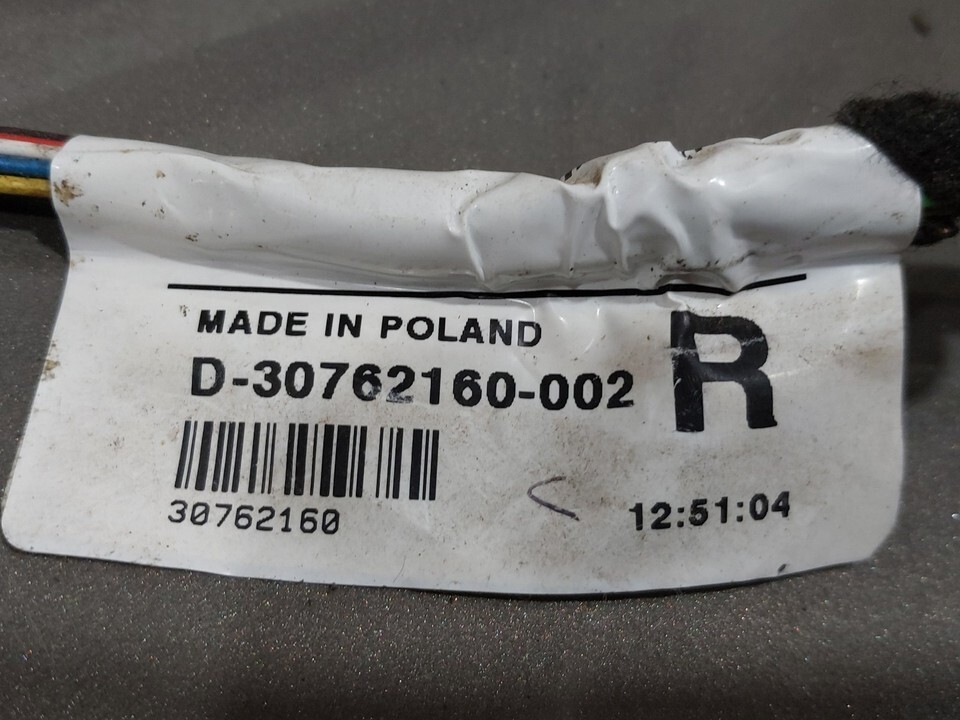 MADE IN POLAND
D-30762160-002
R
30762160
12:51:04